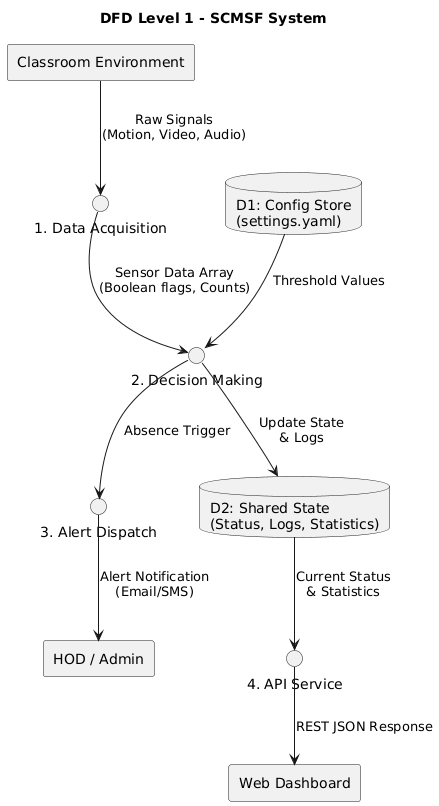 DFD Level 1 - SCMSF System
Classroom Environment
Raw Signals
(Motion, Video, Audio)
1. Data Acquisition
D1: Config Store
(settings.yaml)
Sensor Data Array
(Boolean flags, Counts)
Threshold Values
2. Decision Making
Absence Trigger
Update State
& Logs
3. Alert Dispatch
D2: Shared State
(Status, Logs, Statistics)
Alert Notification
(Email/SMS)
Current Status
& Statistics
HOD / Admin
4. API Service
REST JSON Response
Web Dashboard